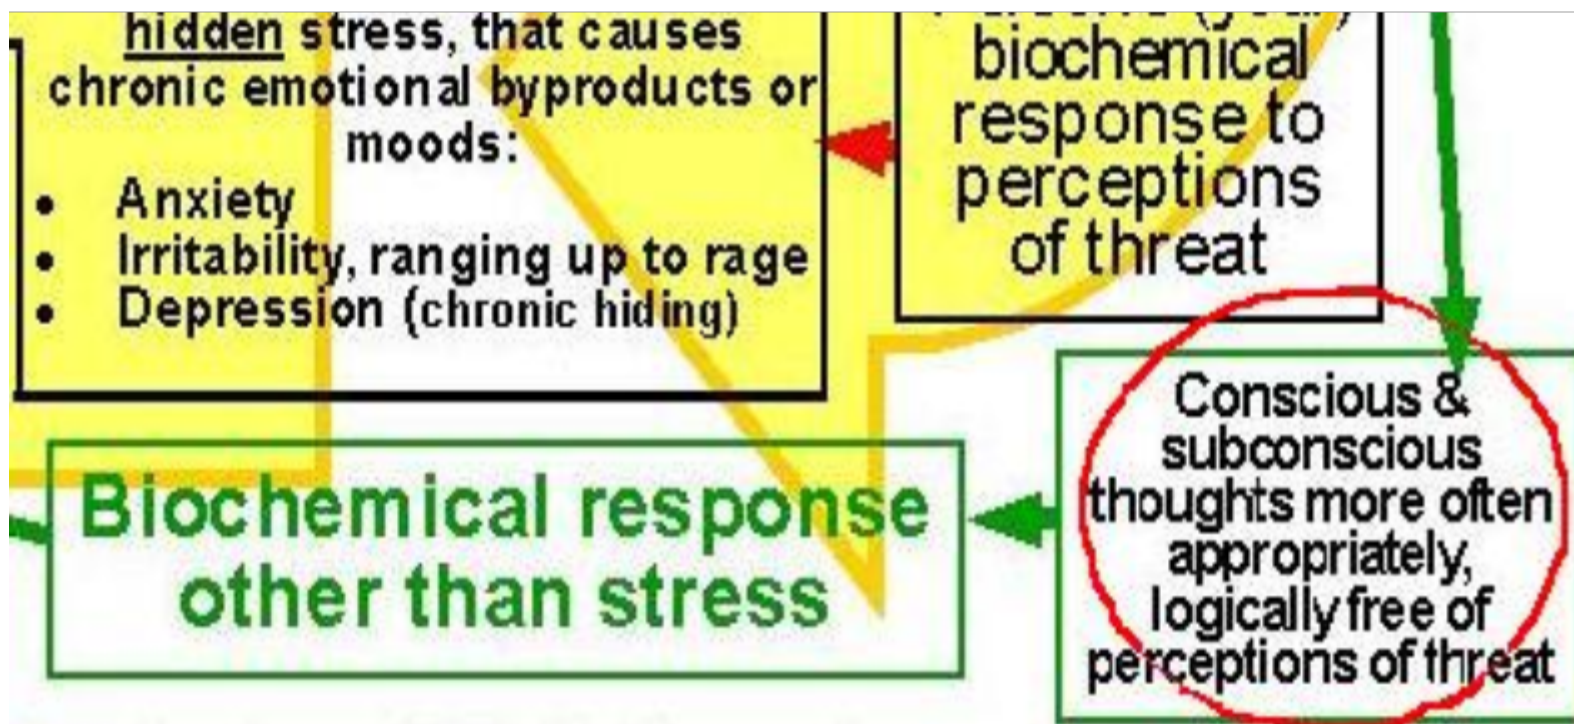 hidden stress, that causes
chronic emotional byproducts or
moods:
• Anxiety
• Irritability, ranging up to rage
• Depression (chronic hiding)
biochemical
response to
perceptions
of threat
Biochemical response
other than stress
Conscious &
subconscious
thoughts more often
appropriately,
logically free of
perceptions of threat